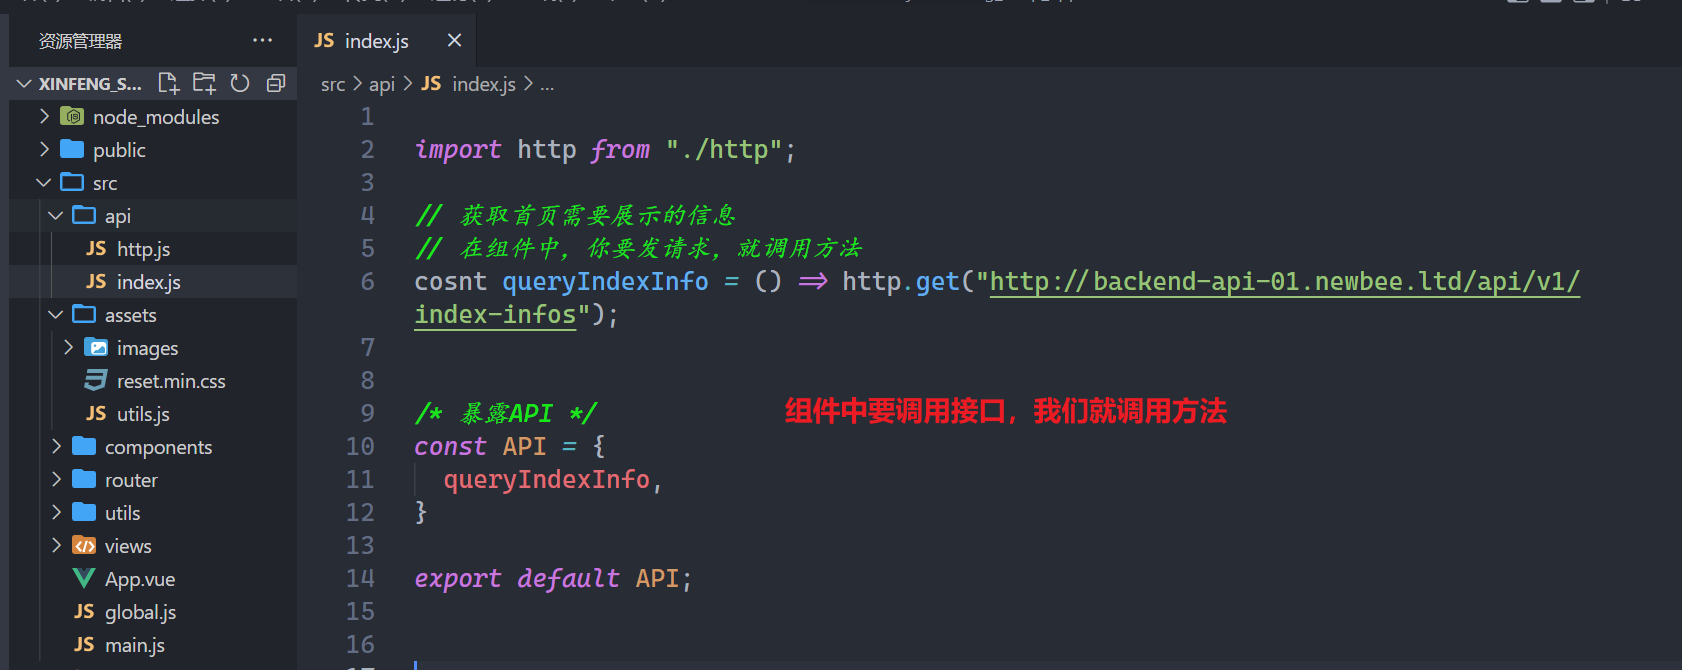 资源管理器
···
JS index.js
XINFENG_S...
src > api > JS index.js > ...
node_modules
public
src
api
JS http.js
JS index.js
assets
images
reset.min.css
JS utils.js
components
router
utils
views
App.vue
JS global.js
JS main.js
1
2 import http from "./http";
3
4 // 获取首页需要展示的信息
5 // 在组件中，你要发请求，就调用方法
6 cosnt queryIndexInfo = () => http.get("http://backend-api-01.newbee.ltd/api/v1/
index-infos");
7
8
9 /* 暴露API */
组件中要调用接口，我们就调用方法
10 const API = {
11 queryIndexInfo,
12 }
13
14 export default API;
15
16